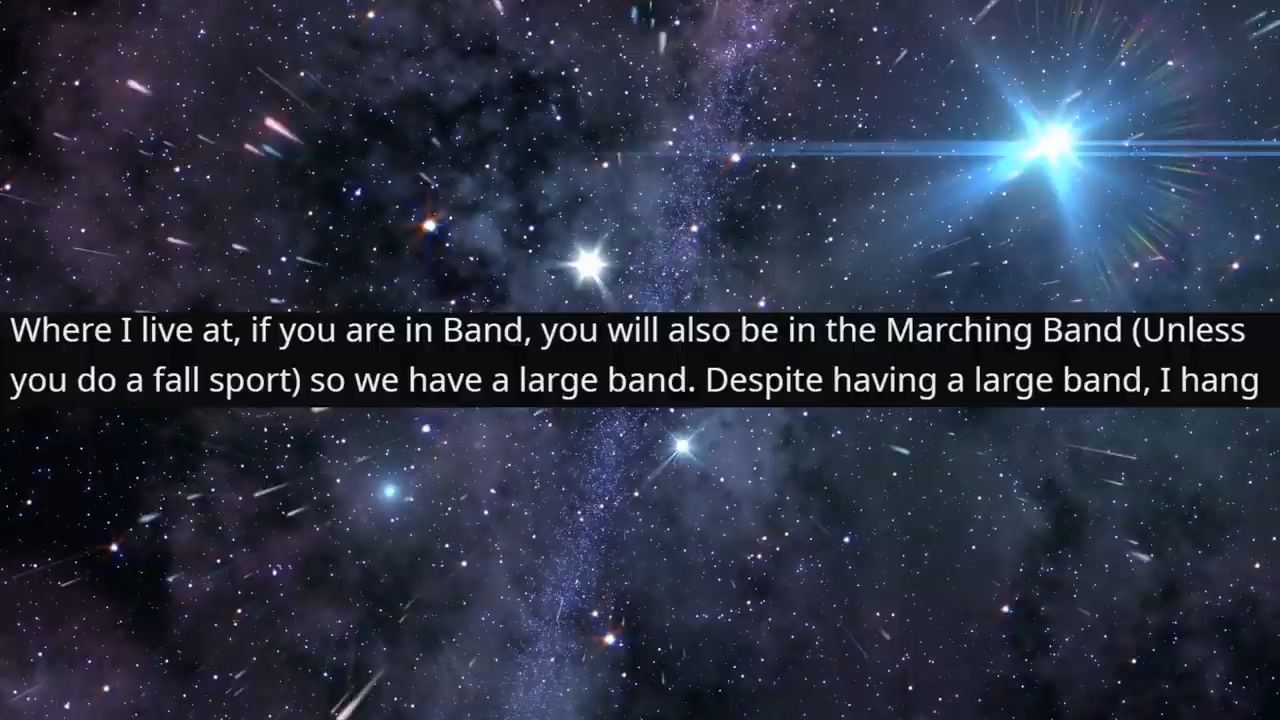 Where I live at, if you are in Band, you will also be in the Marching Band (Unless
you do a fall sport) so we have a large band. Despite having a large band, I hang